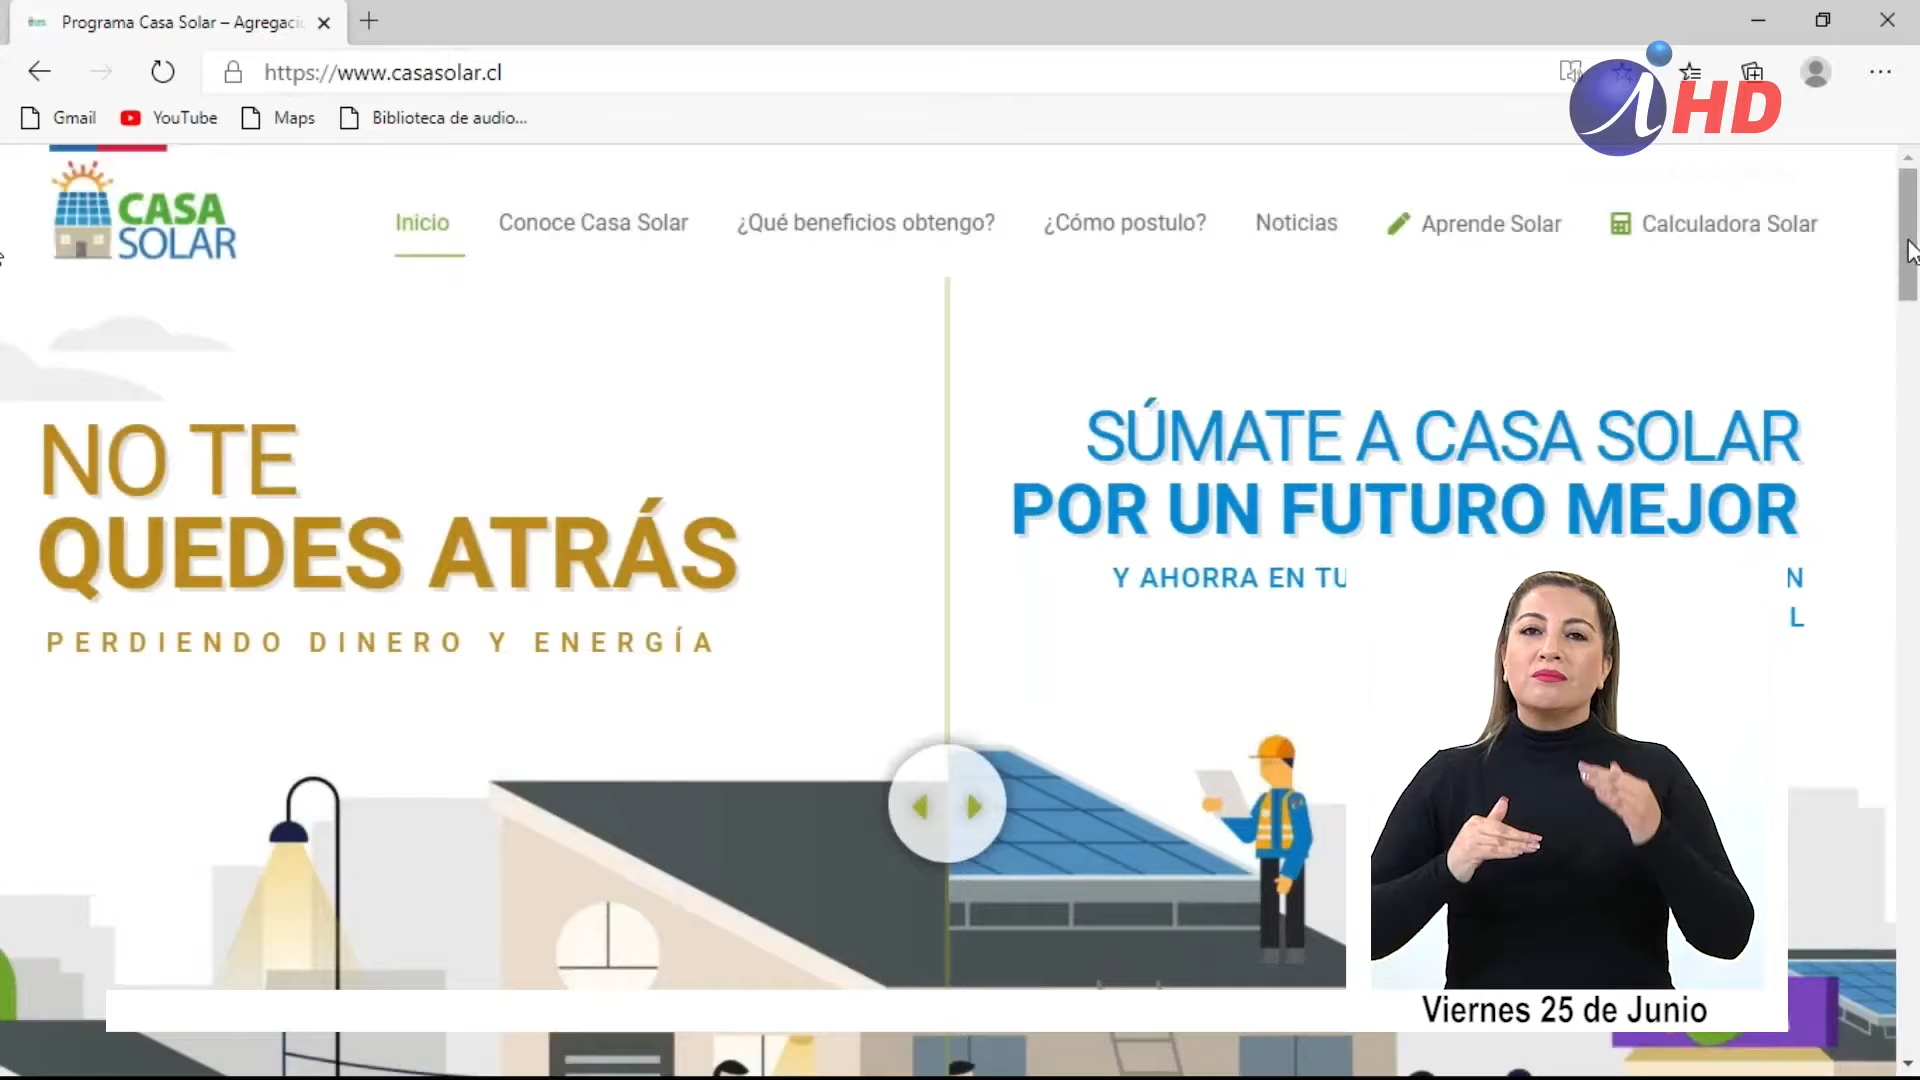 Programa Casa Solar – Agregaci
https://www.casasolar.cl
HD
Gmail
YouTube
Maps
Biblioteca de audio...
CASA
SOLAR
Inicio
Conoce Casa Solar
¿Qué beneficios obtengo?
¿Cómo postulo?
Noticias
Aprende Solar
Calculadora Solar
NO TE
QUEDES ATRÁS
PERDIENDO DINERO Y ENERGÍA
SÚMATE A CASA SOLAR
POR UN FUTURO MEJOR
Y AHORRA EN TU
N
L
Viernes 25 de Junio